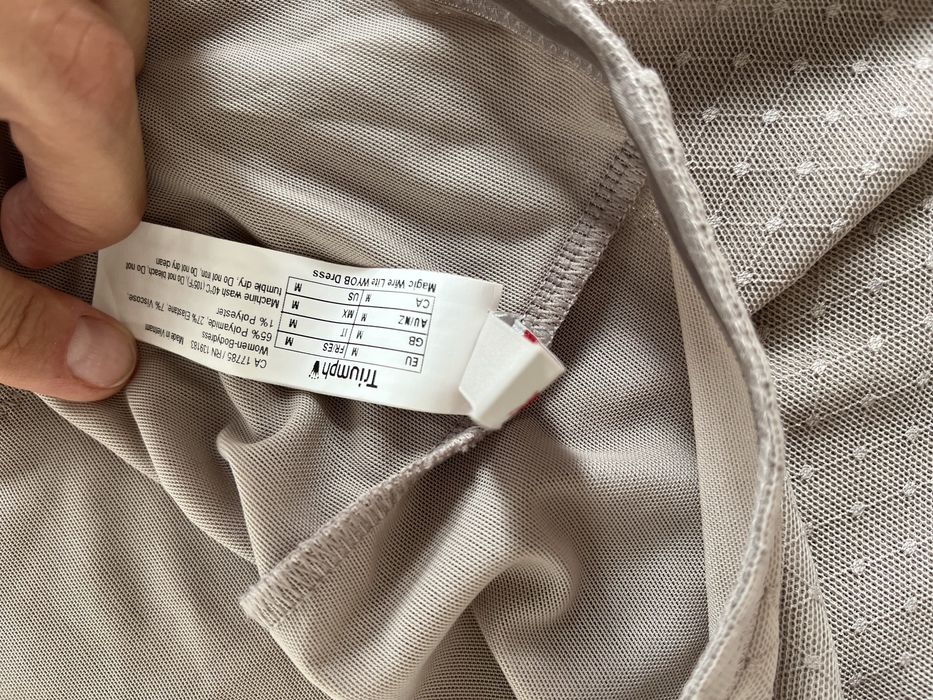 Triumph
EU M FR/ES M
GB M IT M
AU/NZ M MX M
CA M US M
Magic Wire Lite WYOB Dress
CA 17785 / RN 139183 Made in Vietnam
Women-Bodydress
65% Polyamide, 27% Elastane, 7% Viscose,
1% Polyester
Machine wash 40°C (105°F), Do not bleach, Do not
tumble dry, Do not iron, Do not dry clean